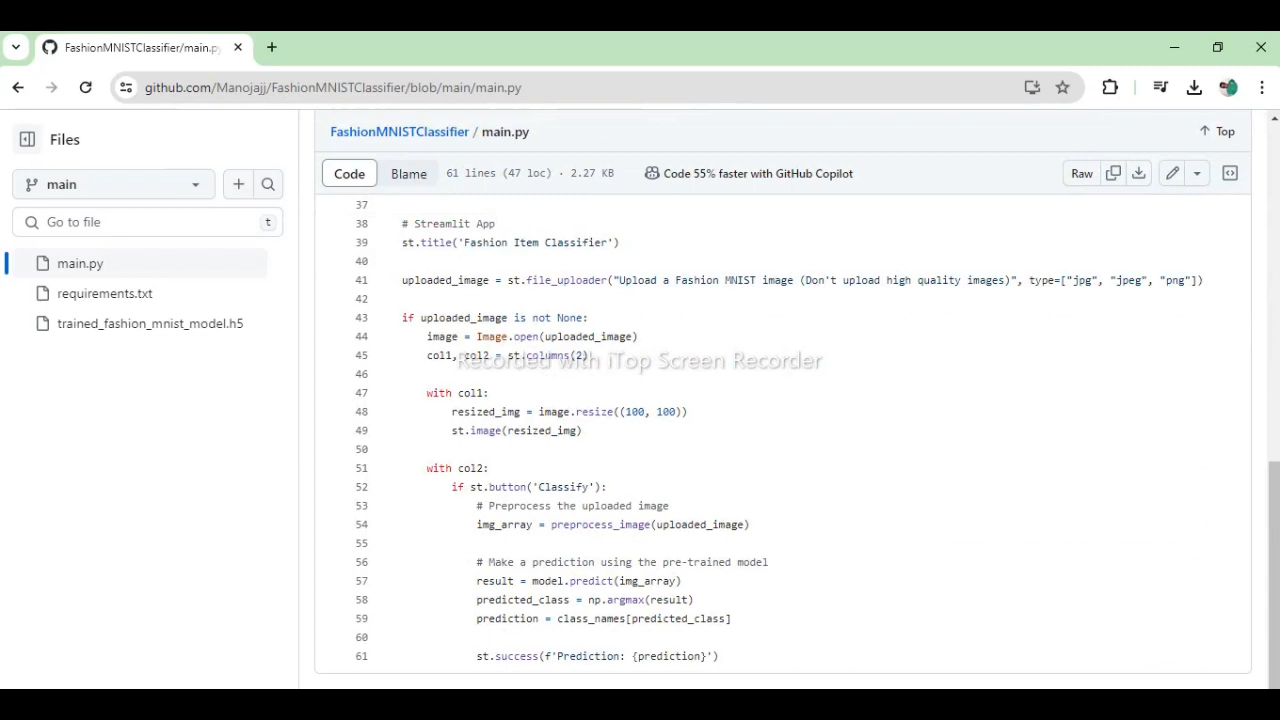 FashionMNISTClassifier/main.py
github.com/Manojajj/FashionMNISTClassifier/blob/main/main.py
Files
main
Go to file
t
main.py
requirements.txt
trained_fashion_mnist_model.h5
FashionMNISTClassifier / main.py
Top
Code
Blame
61 lines (47 loc) · 2.27 KB
Code 55% faster with GitHub Copilot
Raw
37
38 # Streamlit App
39 st.title('Fashion Item Classifier')
40
41 uploaded_image = st.file_uploader("Upload a Fashion MNIST image (Don't upload high quality images)", type=["jpg", "jpeg", "png"])
42
43 if uploaded_image is not None:
44 image = Image.open(uploaded_image)
45 col1, col2 = st.columns(2)
Recorded with iTop Screen Recorder
46
47 with col1:
48 resized_img = image.resize((100, 100))
49 st.image(resized_img)
50
51 with col2:
52 if st.button('Classify'):
53 # Preprocess the uploaded image
54 img_array = preprocess_image(uploaded_image)
55
56 # Make a prediction using the pre-trained model
57 result = model.predict(img_array)
58 predicted_class = np.argmax(result)
59 prediction = class_names[predicted_class]
60
61 st.success(f'Prediction: {prediction}')